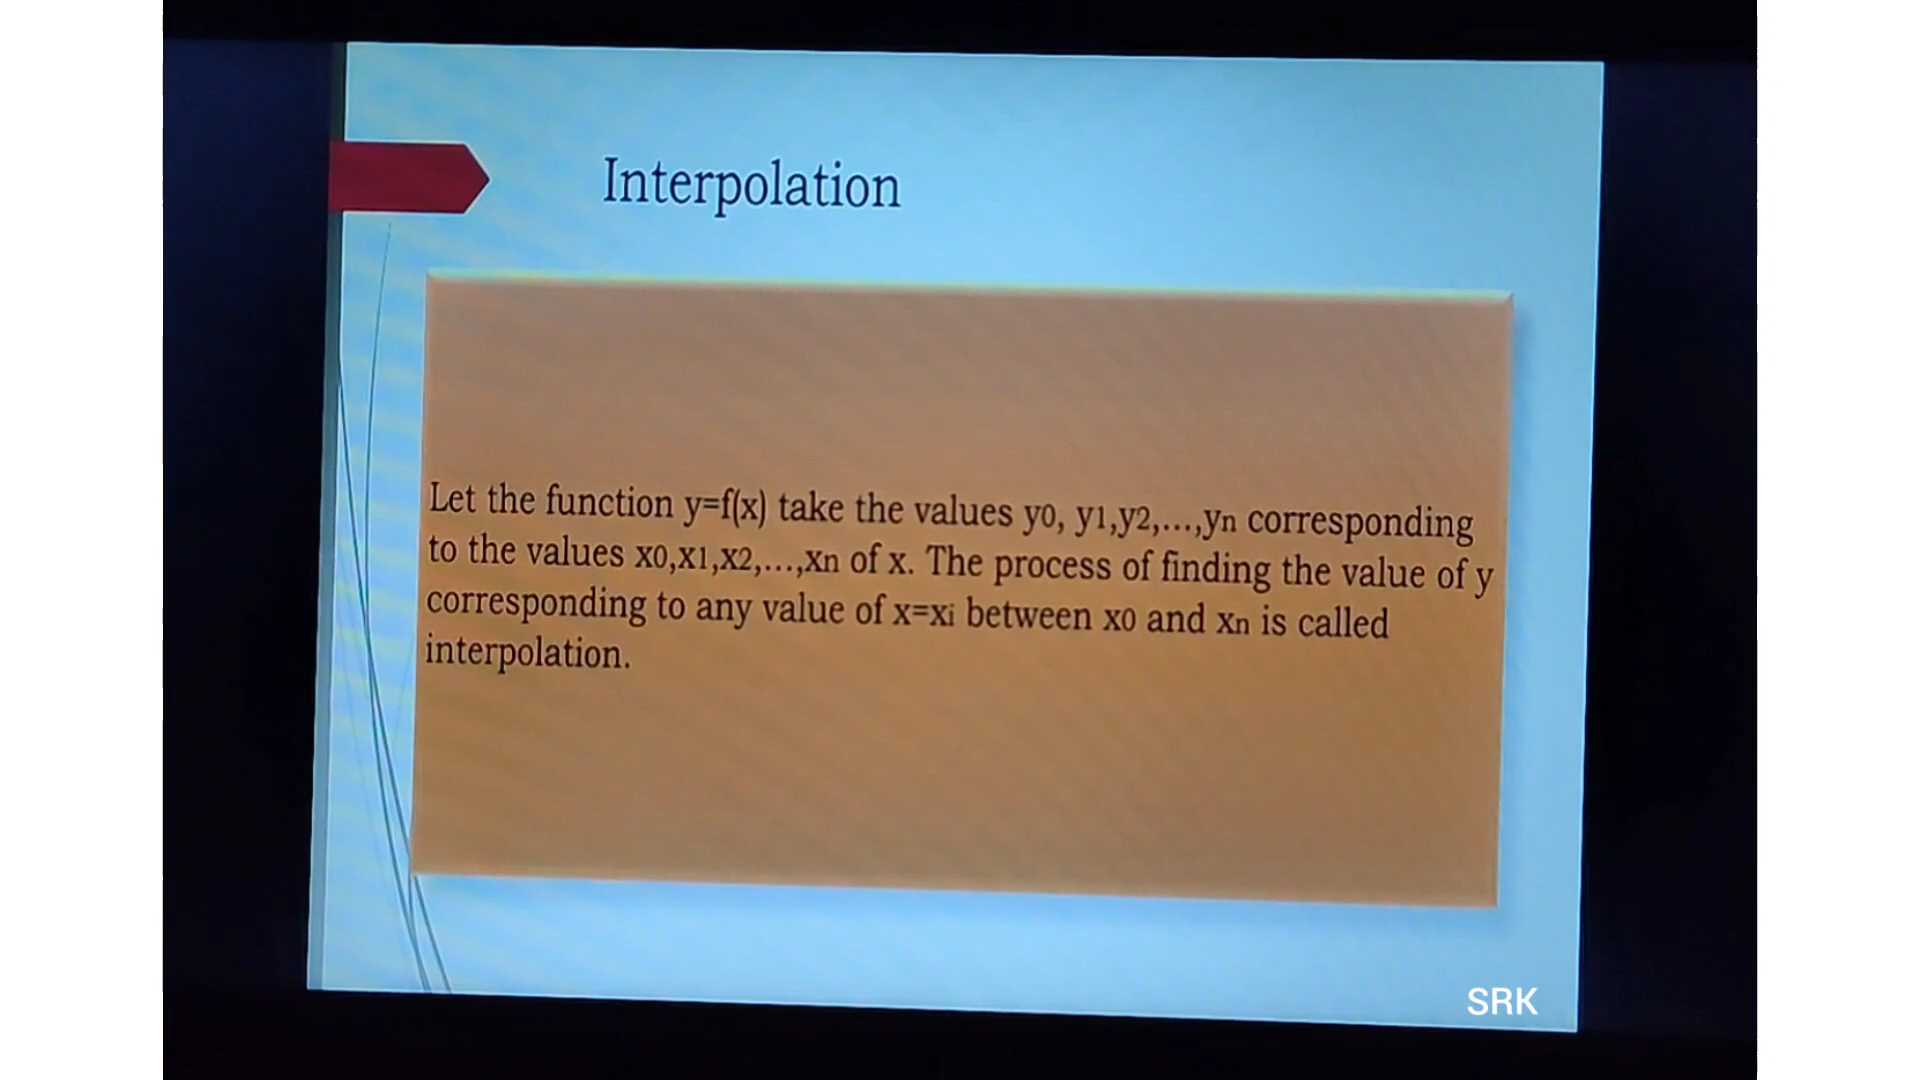 Interpolation
Let the function y=f(x) take the values y0, y1,y2,...,yn corresponding
to the values x0,x1,x2,...,xn of x. The process of finding the value of y
corresponding to any value of x=xi between x0 and xn is called
interpolation.
SRK